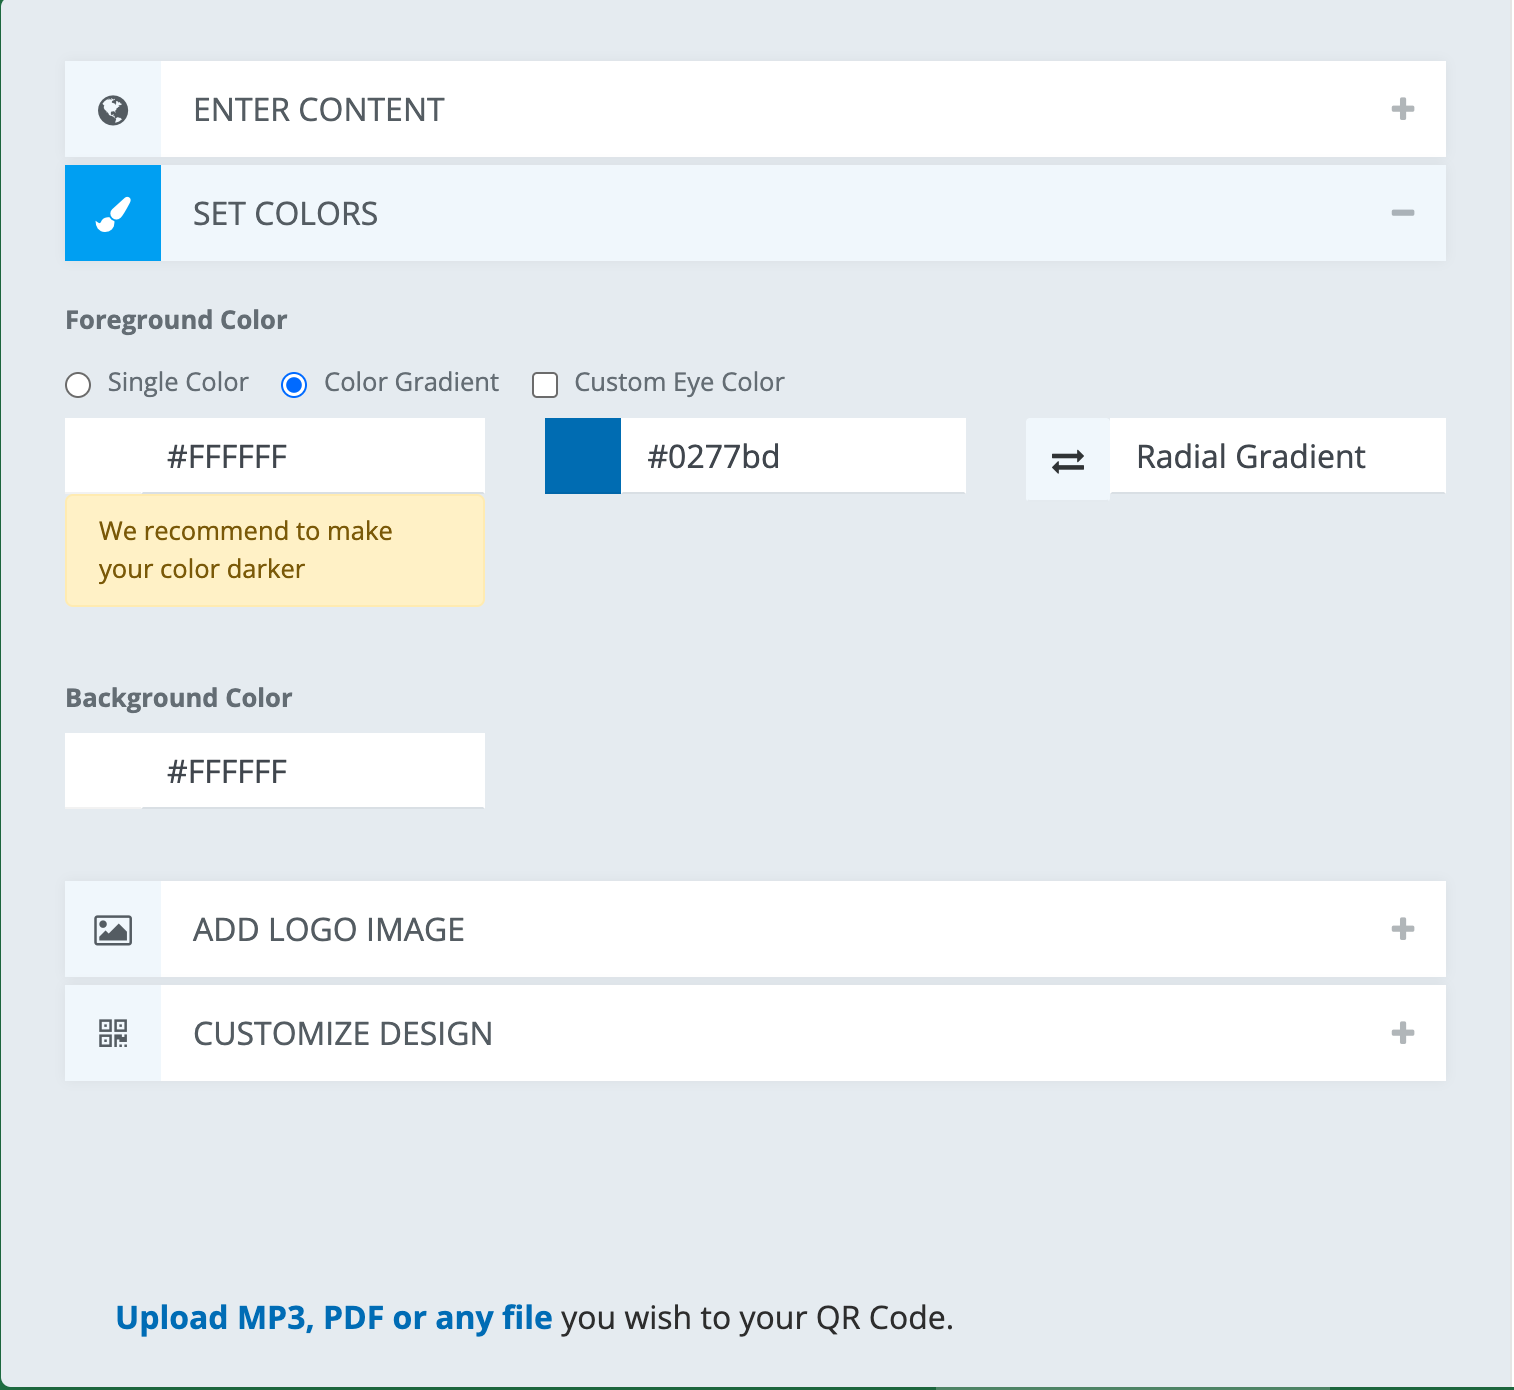 ENTER CONTENT
SET COLORS
Foreground Color
Single Color Color Gradient Custom Eye Color
#FFFFFF #0277bd Radial Gradient
We recommend to make
your color darker
Background Color
#FFFFFF
ADD LOGO IMAGE
CUSTOMIZE DESIGN
Upload MP3, PDF or any file you wish to your QR Code.